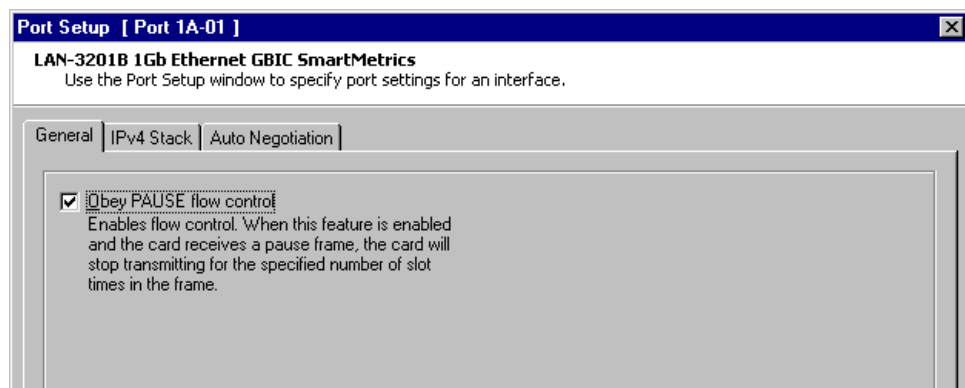 Port Setup [ Port 1A-01 ]
LAN-3201B 1Gb Ethernet GBIC SmartMetrics
Use the Port Setup window to specify port settings for an interface.
General IPv4 Stack Auto Negotiation
Obey PAUSE flow control
Enables flow control. When this feature is enabled
and the card receives a pause frame, the card will
stop transmitting for the specified number of slot
times in the frame.